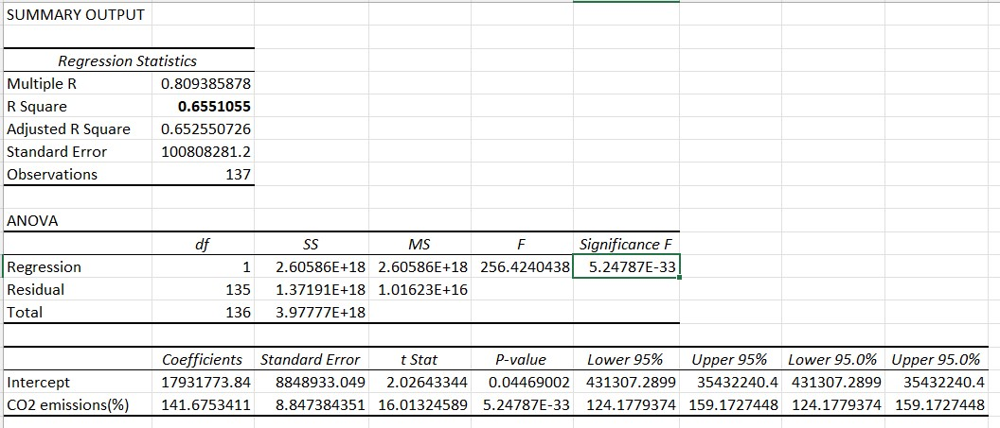 SUMMARY OUTPUT
Regression Statistics
Multiple R 0.809385878
R Square 0.6551055
Adjusted R Square 0.652550726
Standard Error 100808281.2
Observations 137
ANOVA
df SS MS F Significance F
Regression 1 2.60586E+18 2.60586E+18 256.4240438 5.24787E-33
Residual 135 1.37191E+18 1.01623E+16
Total 136 3.97777E+18
Coefficients Standard Error t Stat P-value Lower 95% Upper 95% Lower 95.0% Upper 95.0%
Intercept 17931773.84 8848933.049 2.02643344 0.04469002 431307.2899 35432240.4 431307.2899 35432240.4
CO2 emissions(%) 141.6753411 8.847384351 16.01324589 5.24787E-33 124.1779374 159.1727448 124.1779374 159.1727448